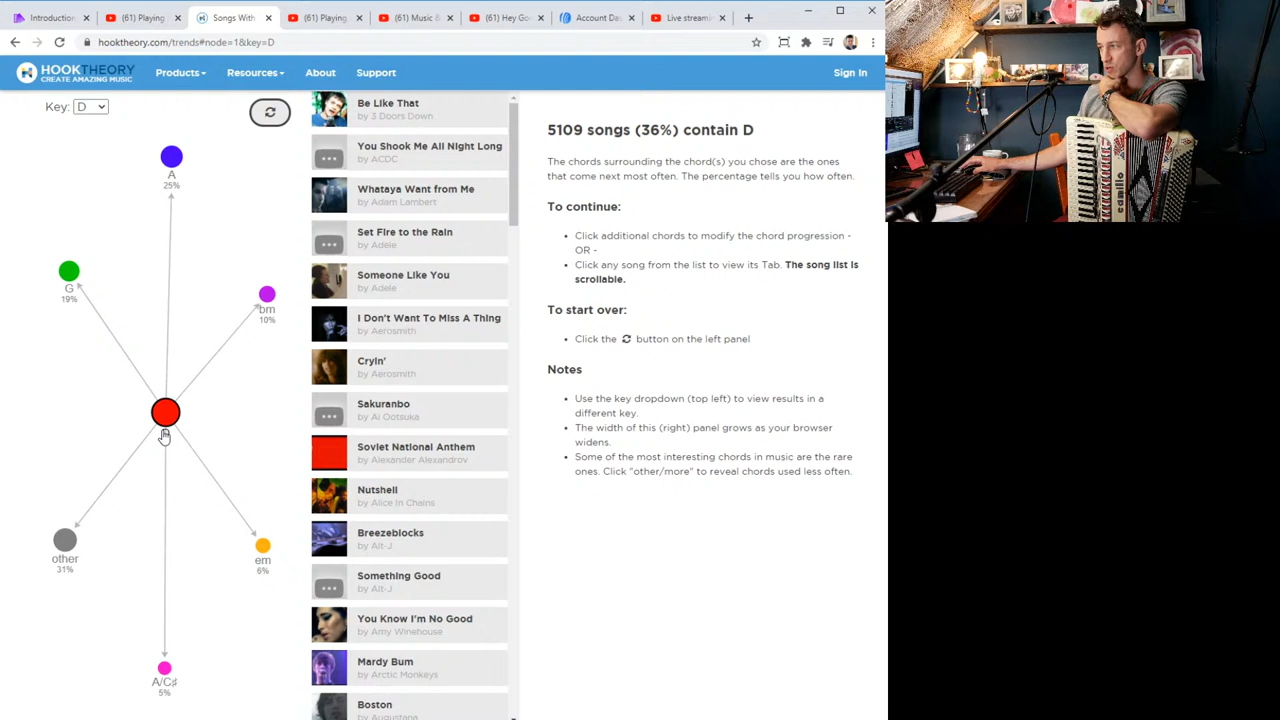 Introduction
(61) Playing
Songs With
(61) Playing
(61) Music &
(61) Hey Go
Account Das
Live streami
hooktheory.com/trends#node=1&key=D
HOOKTHEORY
CREATE AMAZING MUSIC
Products
Resources
About
Support
Sign In
Key: D
A
25%
G
19%
bm
10%
other
31%
em
6%
A/C♯
5%
Be Like That
by 3 Doors Down
You Shook Me All Night Long
by ACDC
Whataya Want from Me
by Adam Lambert
Set Fire to the Rain
by Adele
Someone Like You
by Adele
I Don't Want To Miss A Thing
by Aerosmith
Cryin'
by Aerosmith
Sakuranbo
by Ai Ootsuka
Soviet National Anthem
by Alexander Alexandrov
Nutshell
by Alice In Chains
Breezeblocks
by Alt-J
Something Good
by Alt-J
You Know I'm No Good
by Amy Winehouse
Mardy Bum
by Arctic Monkeys
Boston
by Augustana
5109 songs (36%) contain D
The chords surrounding the chord(s) you chose are the ones
that come next most often. The percentage tells you how often.
To continue:
• Click additional chords to modify the chord progression -
OR -
• Click any song from the list to view its Tab. The song list is
scrollable.
To start over:
• Click the button on the left panel
Notes
• Use the key dropdown (top left) to view results in a
different key.
• The width of this (right) panel grows as your browser
widens.
• Some of the most interesting chords in music are the rare
ones. Click "other/more" to reveal chords used less often.
camillo